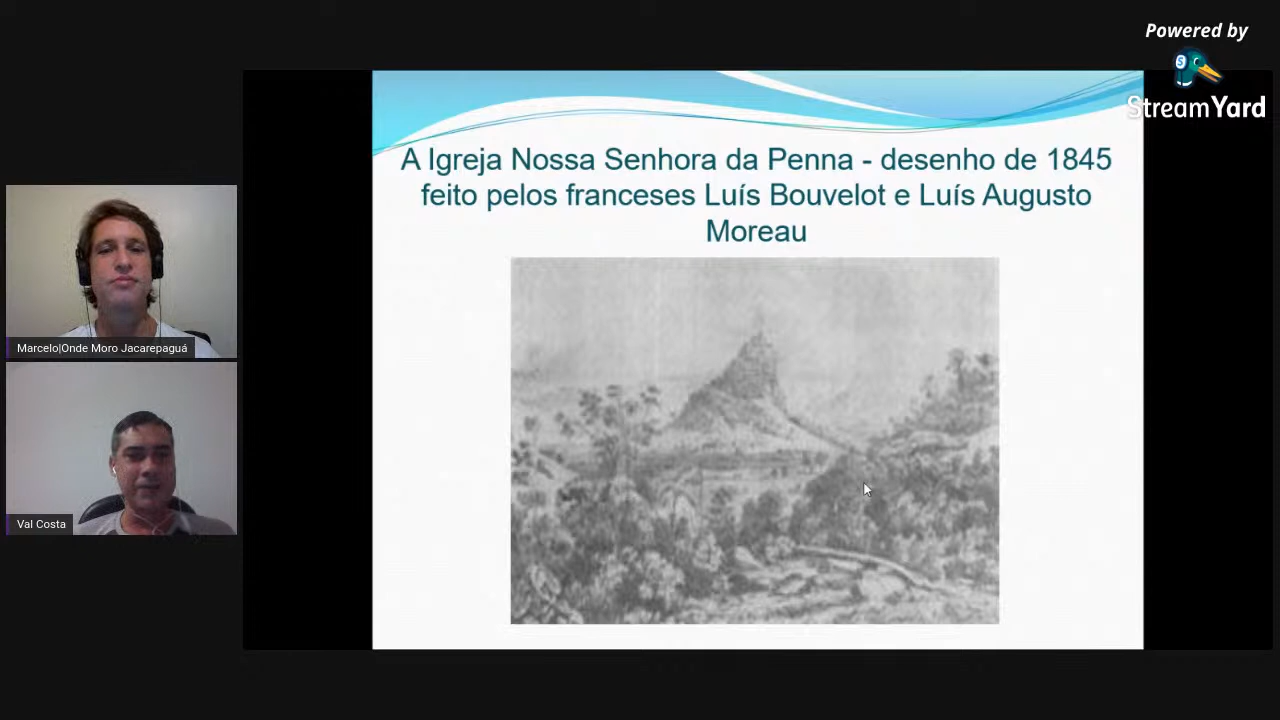 Powered by
StreamYard
A Igreja Nossa Senhora da Penna - desenho de 1845
feito pelos franceses Luís Bouvelot e Luís Augusto
Moreau
Marcelo|Onde Moro Jacarepaguá
Val Costa